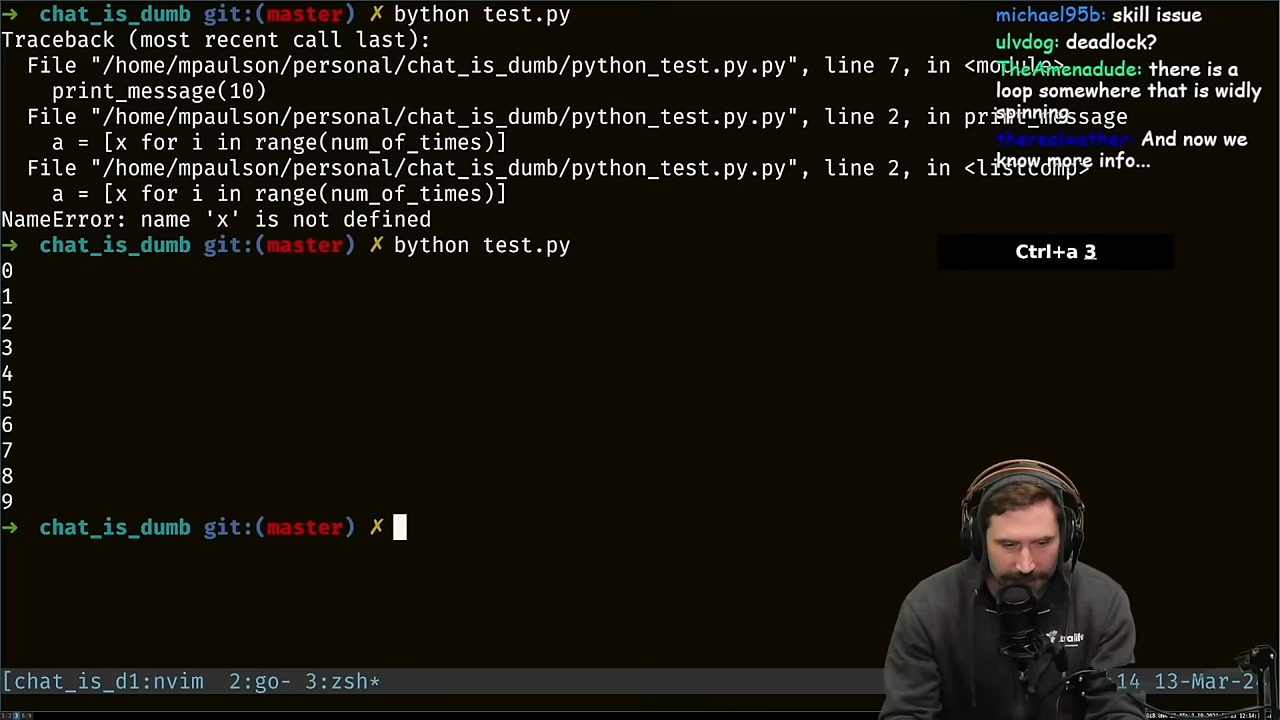 → chat_is_dumb git:(master) ✗ bython test.py
Traceback (most recent call last):
File "/home/mpaulson/personal/chat_is_dumb/python_test.py.py", line 7, in <module>
print_message(10)
File "/home/mpaulson/personal/chat_is_dumb/python_test.py.py", line 2, in print_message
a = [x for i in range(num_of_times)]
File "/home/mpaulson/personal/chat_is_dumb/python_test.py.py", line 2, in <listcomp>
a = [x for i in range(num_of_times)]
NameError: name 'x' is not defined
→ chat_is_dumb git:(master) ✗ bython test.py
0
1
2
3
4
5
6
7
8
9
→ chat_is_dumb git:(master) ✗
michael95b: skill issue
ulvdog: deadlock?
TheAmenadude: there is a
loop somewhere that is widly
spinning
therealwather: And now we
know more info...
Ctrl+a 3
[chat_is_d1:nvim 2:go- 3:zsh*
14 13-Mar-2